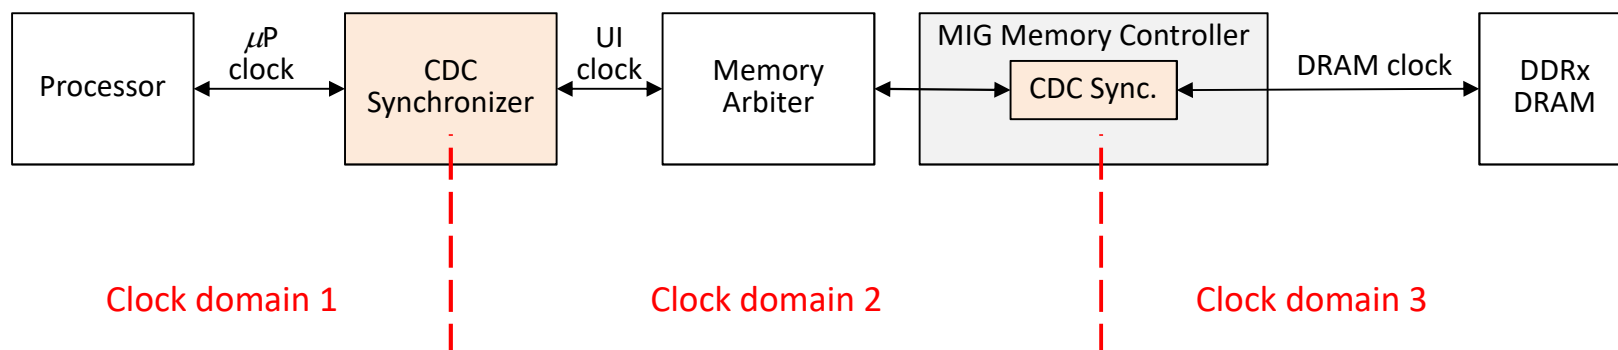 Processor
μP
clock
CDC
Synchronizer
UI
clock
Memory
Arbiter
MIG Memory Controller
CDC Sync.
DRAM clock
DDRx
DRAM
Clock domain 1
Clock domain 2
Clock domain 3